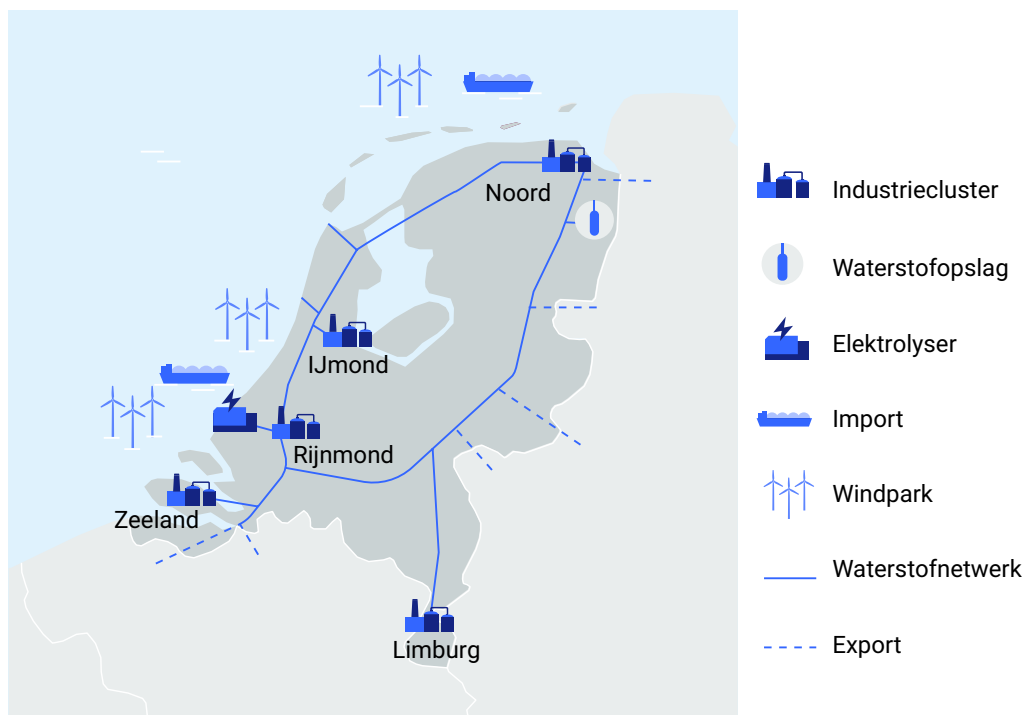 Noord
IJmond
Rijnmond
Zeeland
Limburg
Industriecluster
Waterstofopslag
Elektrolyser
Import
Windpark
Waterstofnetwerk
Export